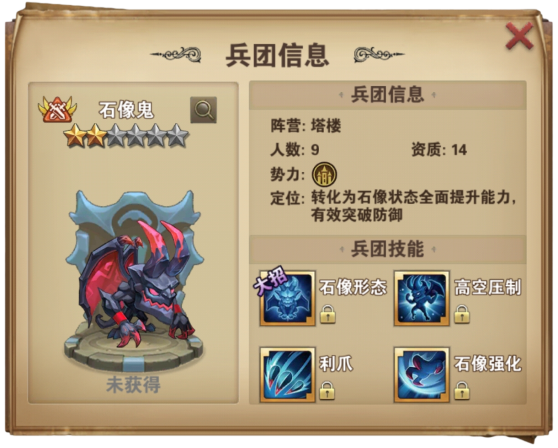 兵团信息
石像鬼
未获得
兵团信息
阵营: 塔楼
人数: 9 资质: 14
势力:
定位: 转化为石像状态全面提升能力,
有效突破防御
兵团技能
大招
石像形态 高空压制
利爪 石像强化